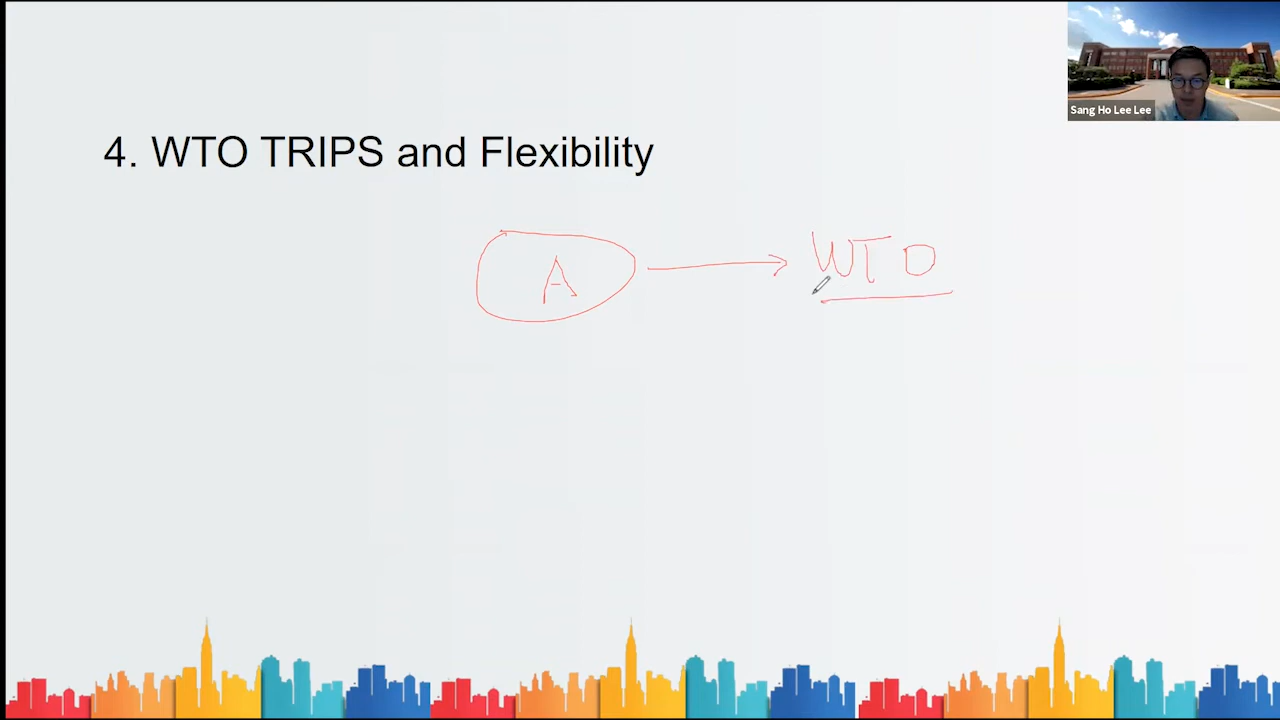 Sang Ho Lee Lee
4. WTO TRIPS and Flexibility
A → WTO